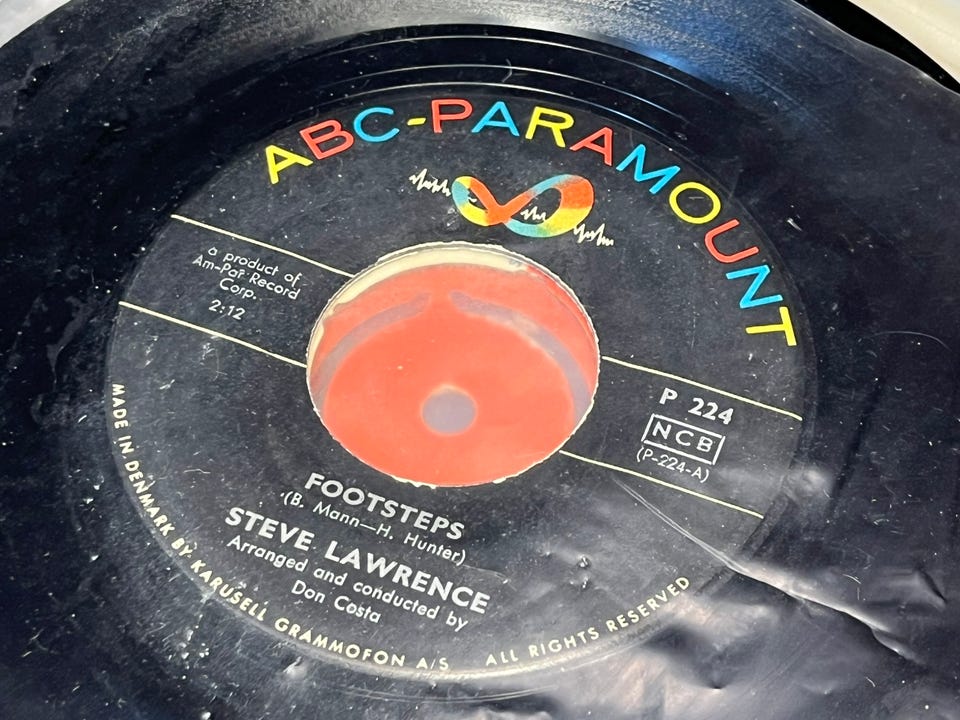 ABC-PARAMOUNT
a product of
Am-Par Record
Corp.
2:12
P 224
NCB
(P-224-A)
FOOTSTEPS
(B. Mann—H. Hunter)
STEVE LAWRENCE
Arranged and conducted by
Don Costa
MADE IN DENMARK BY KARUSELL GRAMMOFON A/S ALL RIGHTS RESERVED